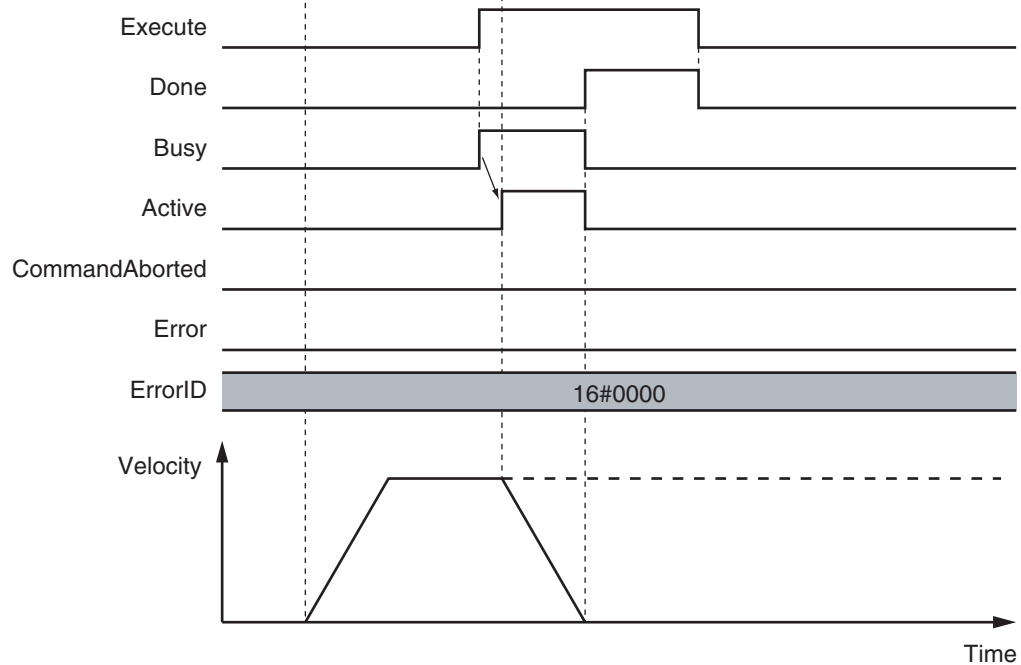 Execute
Done
Busy
Active
CommandAborted
Error
ErrorID
16#0000
Velocity
Time